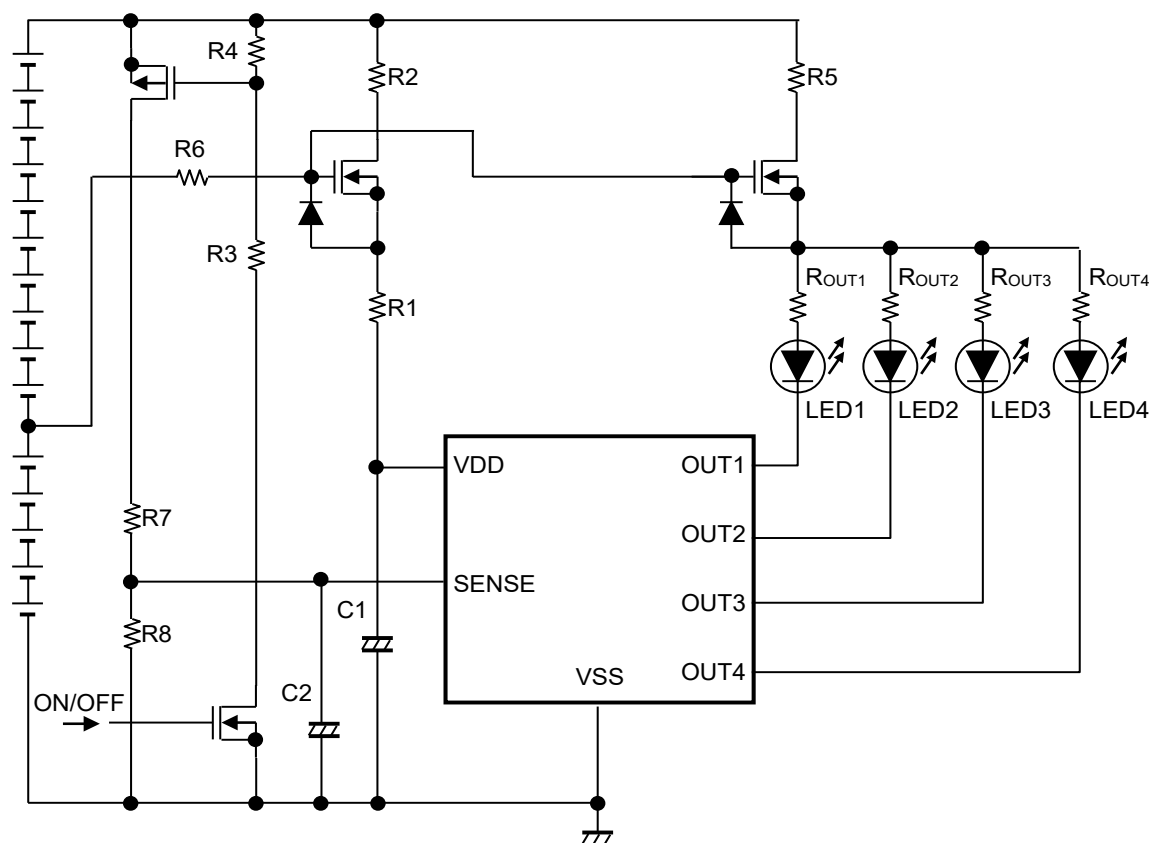 R4
R2
R5
R6
R3
R1
ROUT1
ROUT2
ROUT3
ROUT4
LED1
LED2
LED3
LED4
VDD
OUT1
R7
OUT2
SENSE
C1
OUT3
R8
VSS
OUT4
C2
ON/OFF